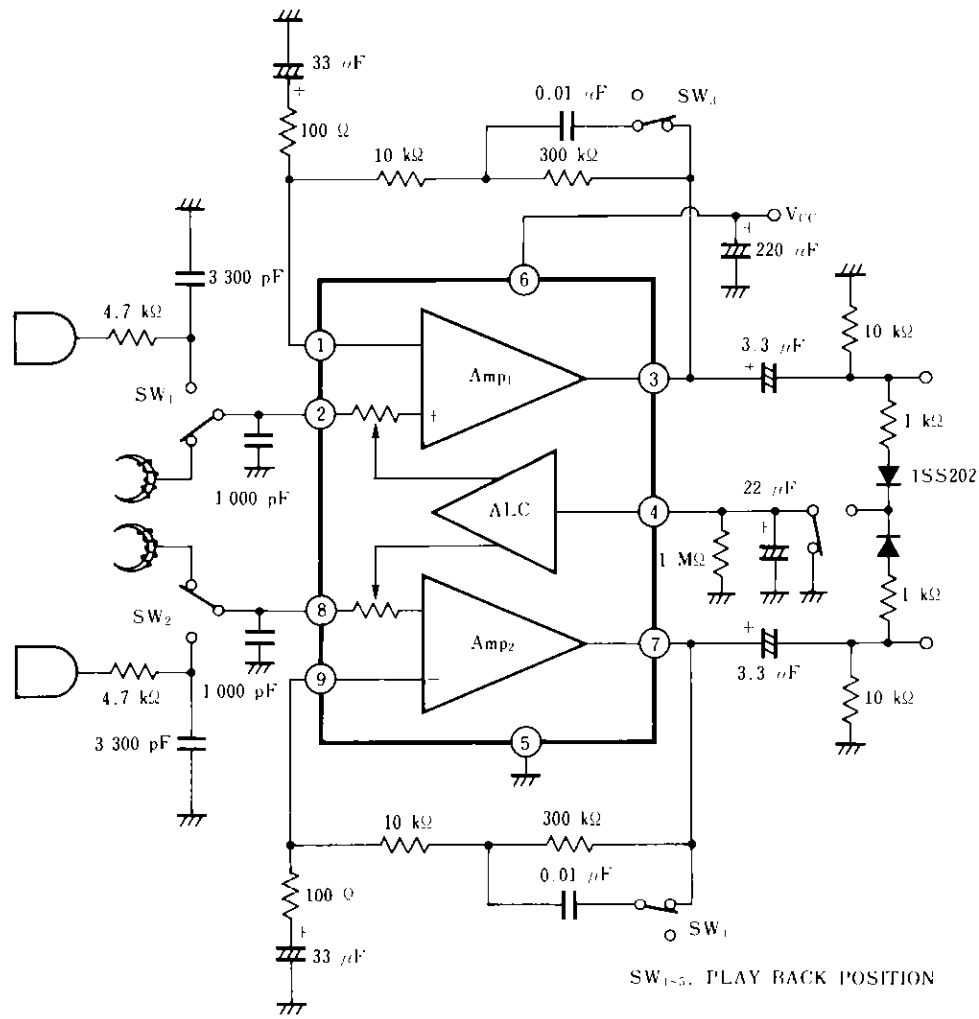 33 μF
100 Ω
0.01 μF
SW₃
10 kΩ
300 kΩ
VCC
220 μF
3 300 pF
4.7 kΩ
SW₁
1 000 pF
6
1
2
Amp₁
+
3
3.3 μF
+
10 kΩ
1 kΩ
1SS202
ALC
4
22 μF
+
1 MΩ
8
SW₂
1 000 pF
4.7 kΩ
3 300 pF
9
Amp₂
−
7
+
3.3 μF
1 kΩ
10 kΩ
5
10 kΩ
300 kΩ
0.01 μF
100 Ω
+
33 μF
SW₁~₅, PLAY BACK POSITION